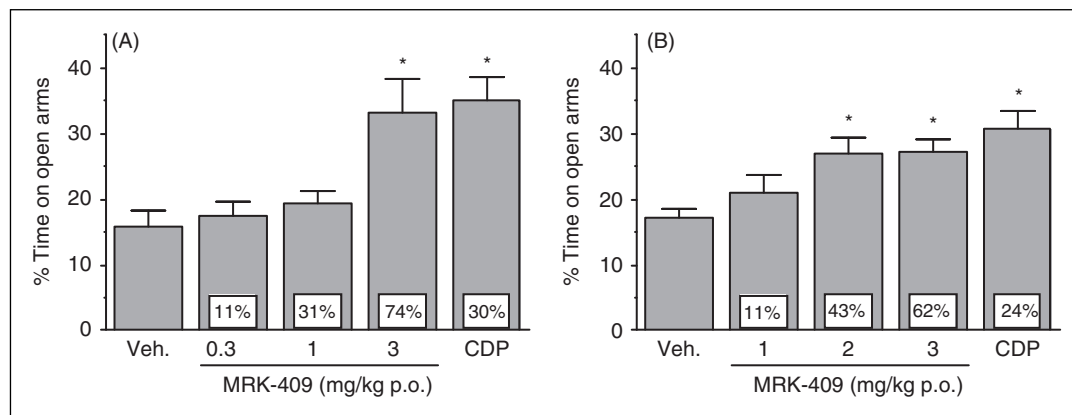 (A)
% Time on open arms
40
30
20
10
0
* *
11% 31% 74% 30%
Veh. 0.3 1 3 CDP
MRK-409 (mg/kg p.o.)
(B)
% Time on open arms
40
30
20
10
0
* * *
11% 43% 62% 24%
Veh. 1 2 3 CDP
MRK-409 (mg/kg p.o.)